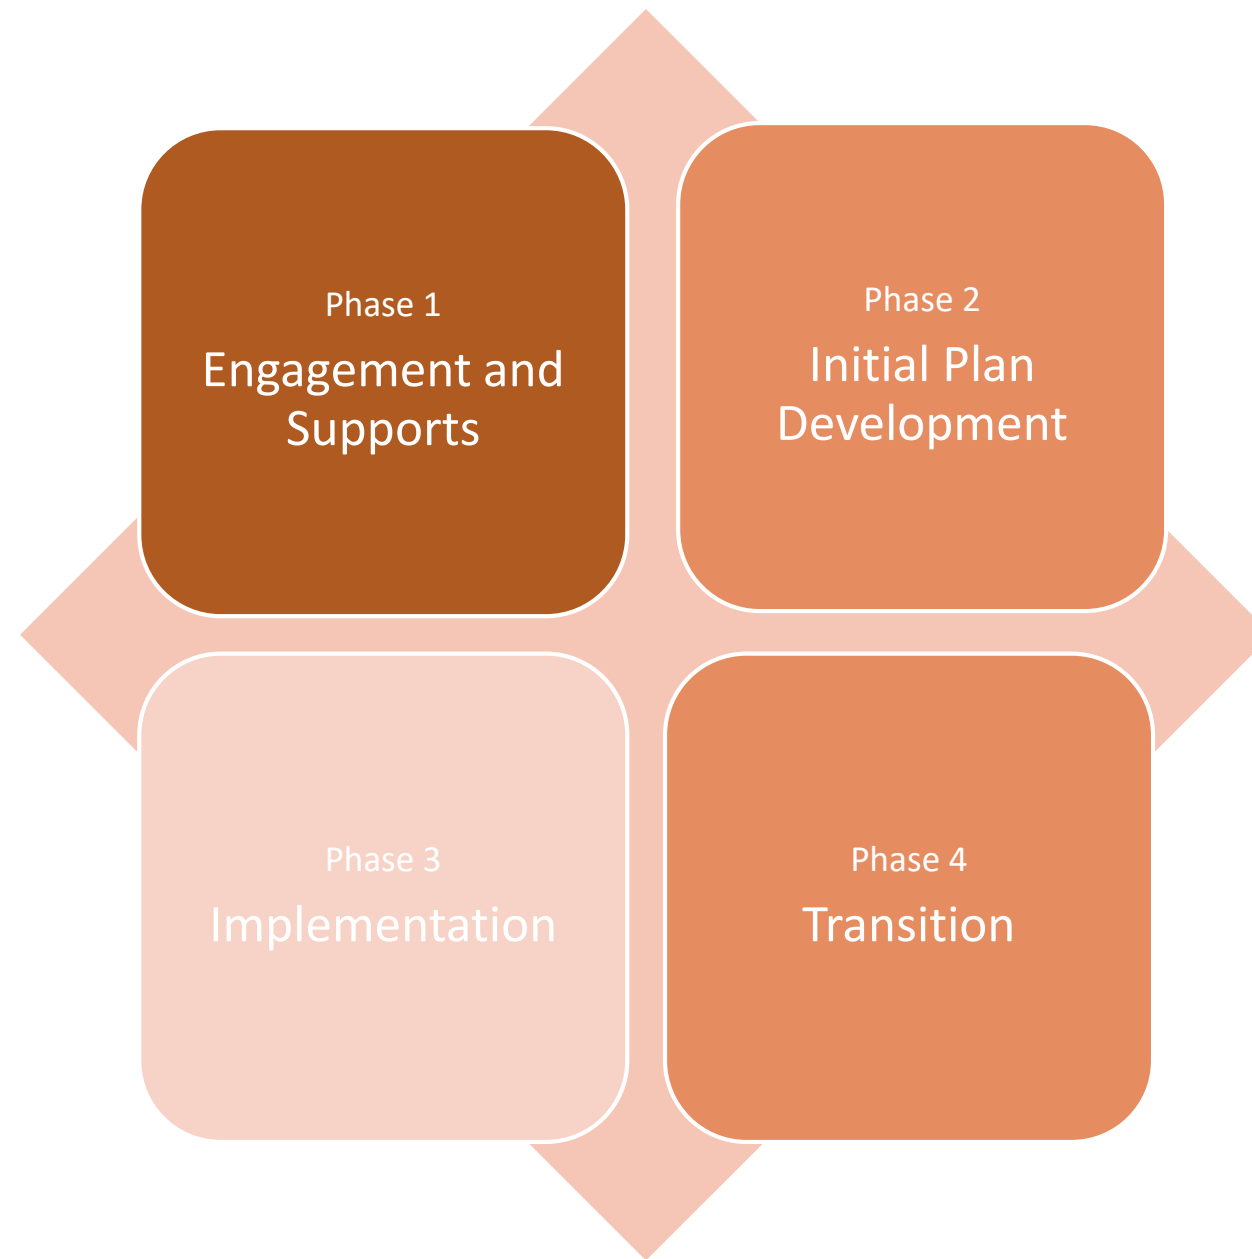 Phase 1
Engagement and
Supports
Phase 2
Initial Plan
Development
Phase 3
Implementation
Phase 4
Transition